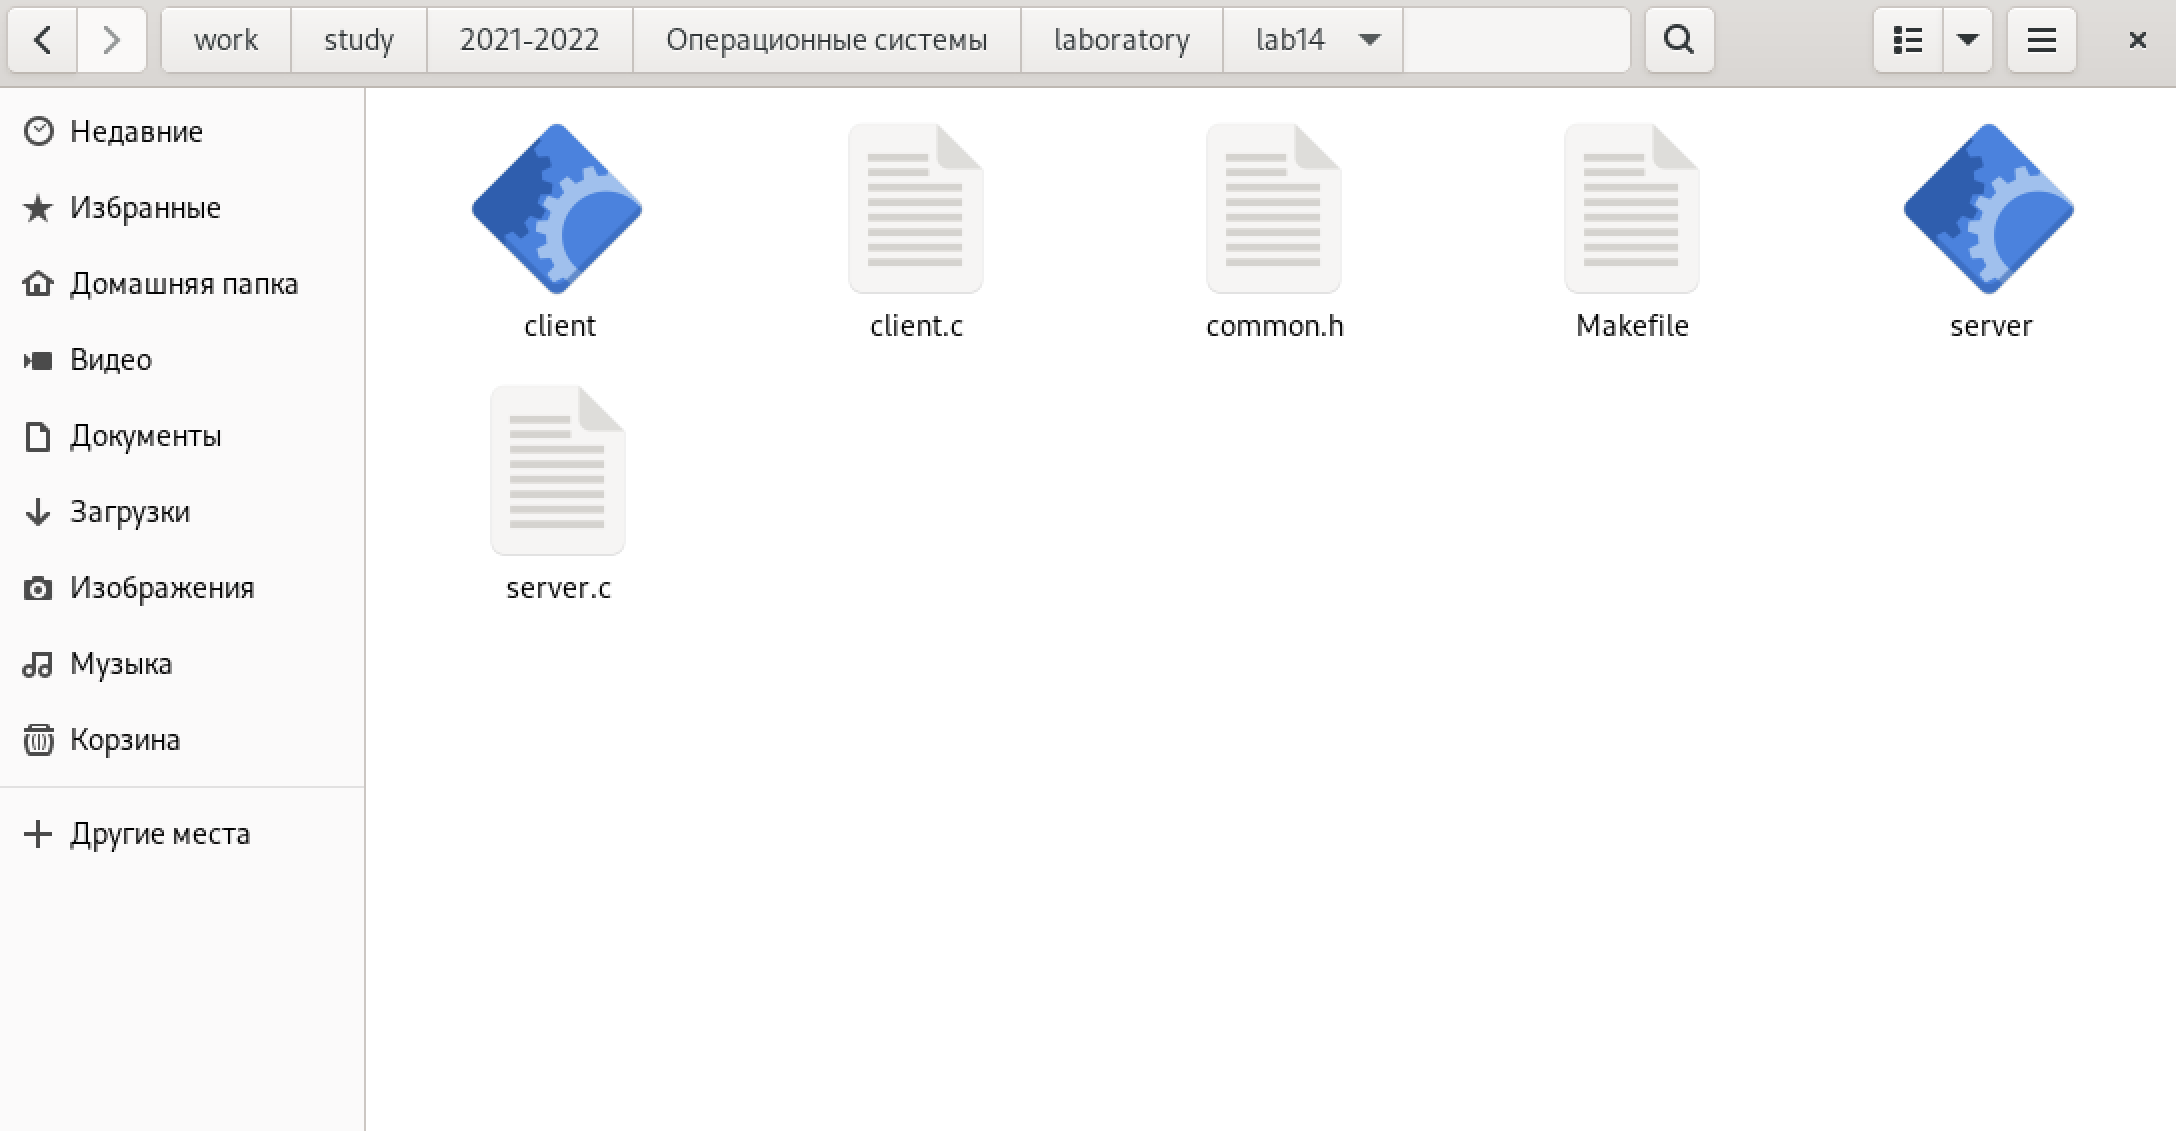 work study 2021-2022 Операционные системы laboratory lab14
Недавние
Избранные
Домашняя папка
Видео
Документы
Загрузки
Изображения
Музыка
Корзина
Другие места
client client.c common.h Makefile server
server.c